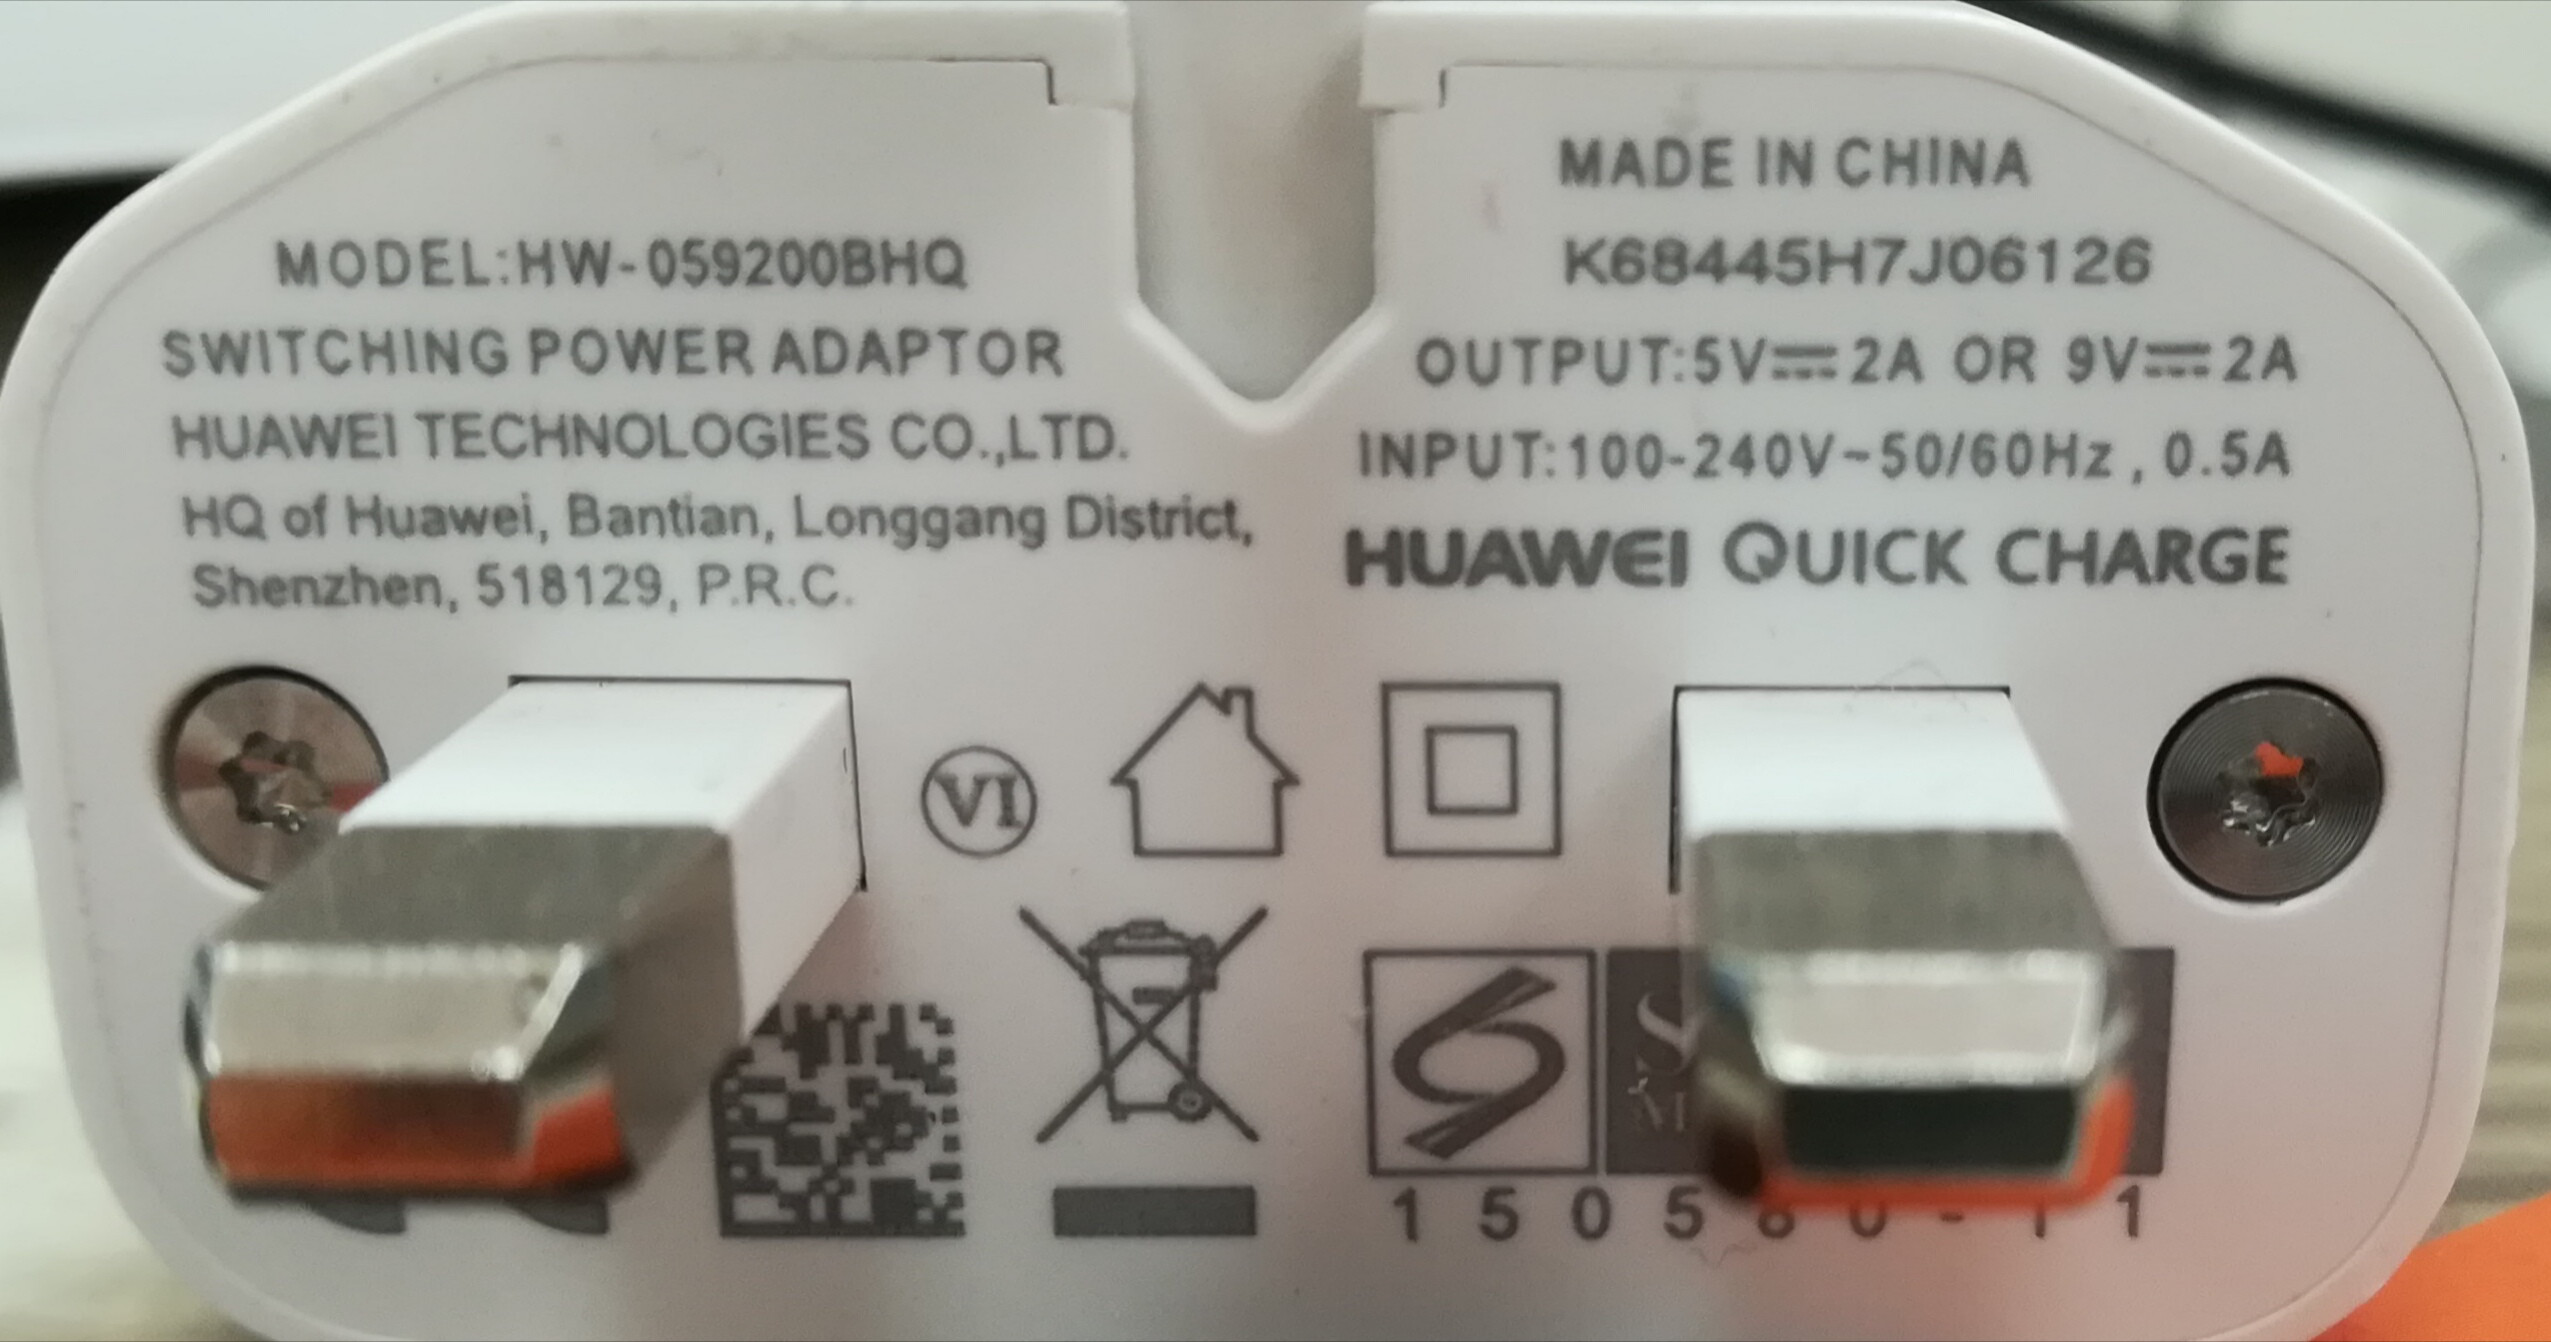 MODEL:HW-059200BHQ
SWITCHING POWER ADAPTOR
HUAWEI TECHNOLOGIES CO.,LTD.
HQ of Huawei, Bantian, Longgang District,
Shenzhen, 518129, P.R.C.
MADE IN CHINA
K68445H7J06126
OUTPUT:5V⎓2A OR 9V⎓2A
INPUT:100-240V~50/60Hz, 0.5A
HUAWEI QUICK CHARGE
VI